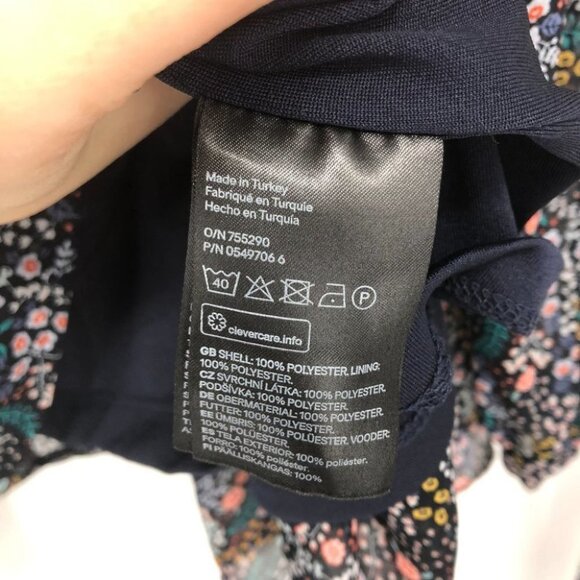 Made in Turkey
Fabriqué en Turquie
Hecho en Turquía
O/N 755290
P/N 0549706 6
40
P
clevercare.info
GB SHELL: 100% POLYESTER. LINING:
100% POLYESTER.
CZ SVRCHNÍ LÁTKA: 100% POLYESTER.
PODŠÍVKA: 100% POLYESTER.
DE OBERMATERIAL: 100% POLYESTER.
FUTTER: 100% POLYESTER.
EE ÜMBRIS: 100% POLÜESTER. VOODER:
100% POLÜESTER.
ES TELA EXTERIOR: 100% poliéster.
FORRO: 100% poliéster.
FI PÄÄLLIKANGAS: 100%